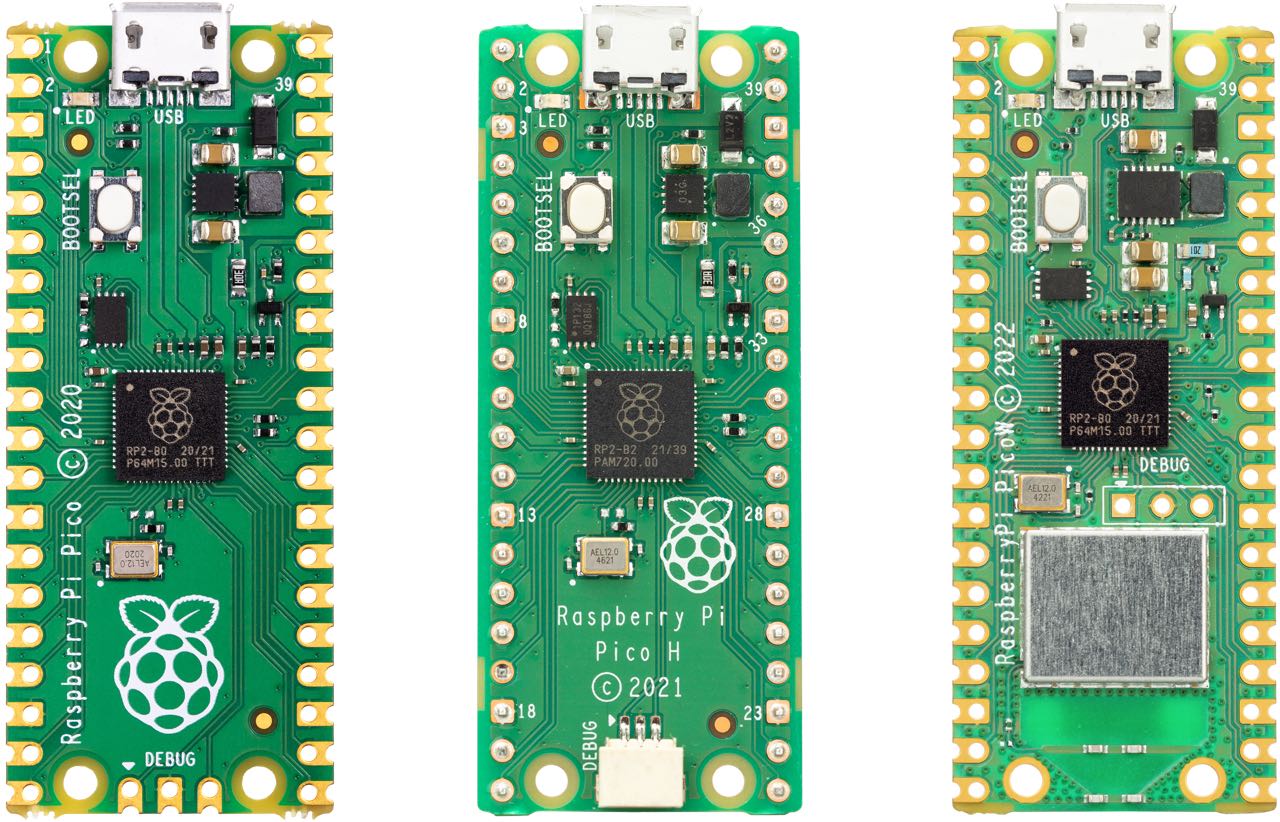 1
2
39
LED
USB
BOOTSEL
RP2-B0 20/21
P64M15.00 TTT
Raspberry Pi Pico © 2020
AEL12.0
2020
DEBUG
1
2
39
3
LED
USB
L2V2
BOOTSEL
03G
36
8
33
RP2-B2 21/39
PAM720.00
13
28
AEL12.0
4621
Raspberry Pi
Pico H
© 2021
18
23
DEBUG
1
2
39
LED
USB
BOOTSEL
RP2-B0 20/21
P64M15.00 TTT
Raspberry Pi PicoW © 2022
DEBUG
AEL12.0
4221